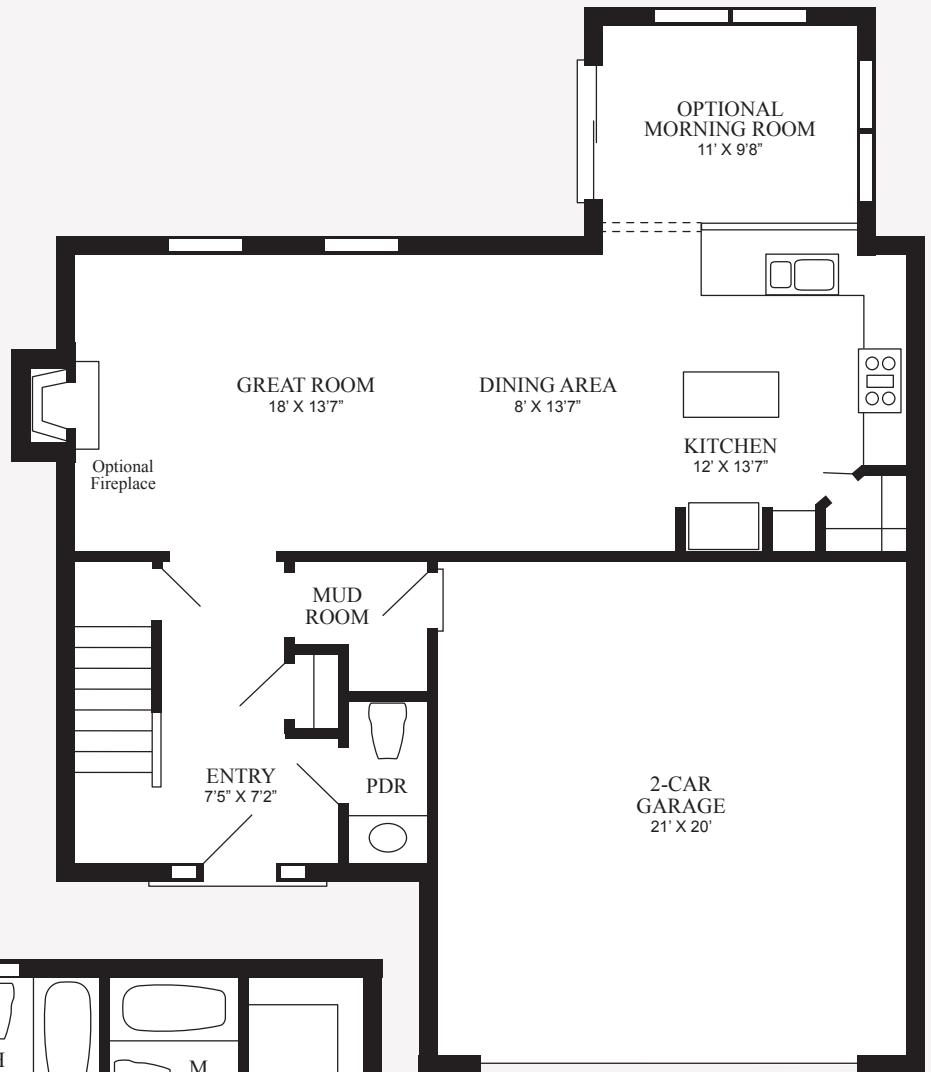 OPTIONAL
MORNING ROOM
11’ X 9’8”
GREAT ROOM
18’ X 13’7”
DINING AREA
8’ X 13’7”
KITCHEN
12’ X 13’7”
Optional
Fireplace
MUD
ROOM
ENTRY
7’5” X 7’2”
PDR
2-CAR
GARAGE
21’ X 20’
H
M